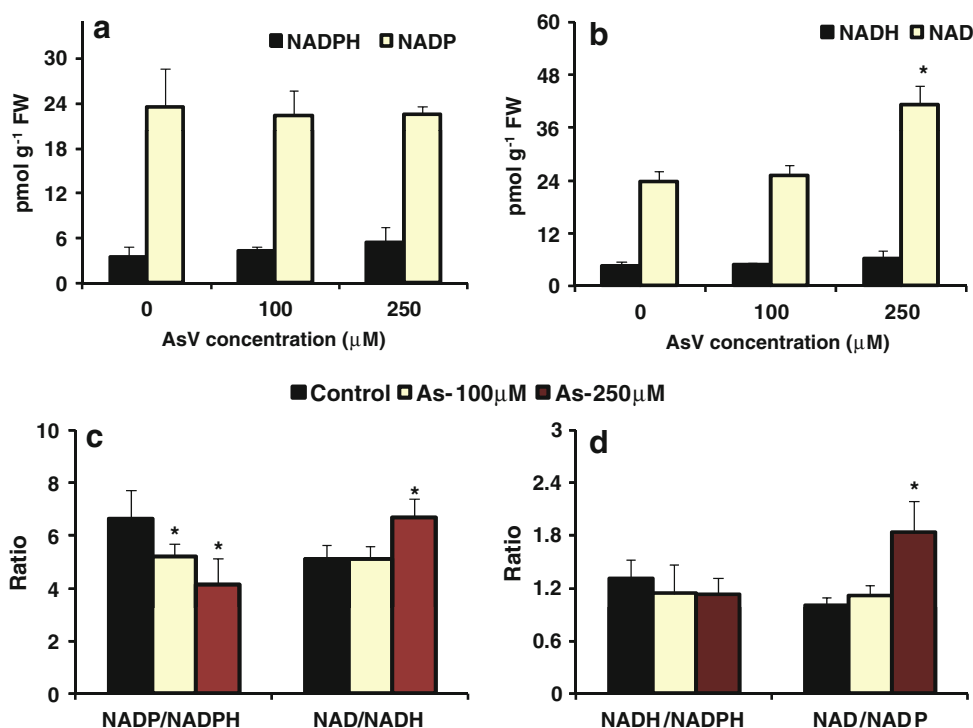 a
NADPH NADP
pmol g⁻¹ FW
30
24
18
12
6
0
0 100 250
AsV concentration (µM)
b
NADH NAD
pmol g⁻¹ FW
60
48
36
24
12
0
*
0 100 250
AsV concentration (µM)
Control As-100µM As-250µM
c
Ratio
10
8
6
4
2
0
* * *
NADP/NADPH NAD/NADH
d
Ratio
3
2.4
1.8
1.2
0.6
0
*
NADH/NADPH NAD/NADP